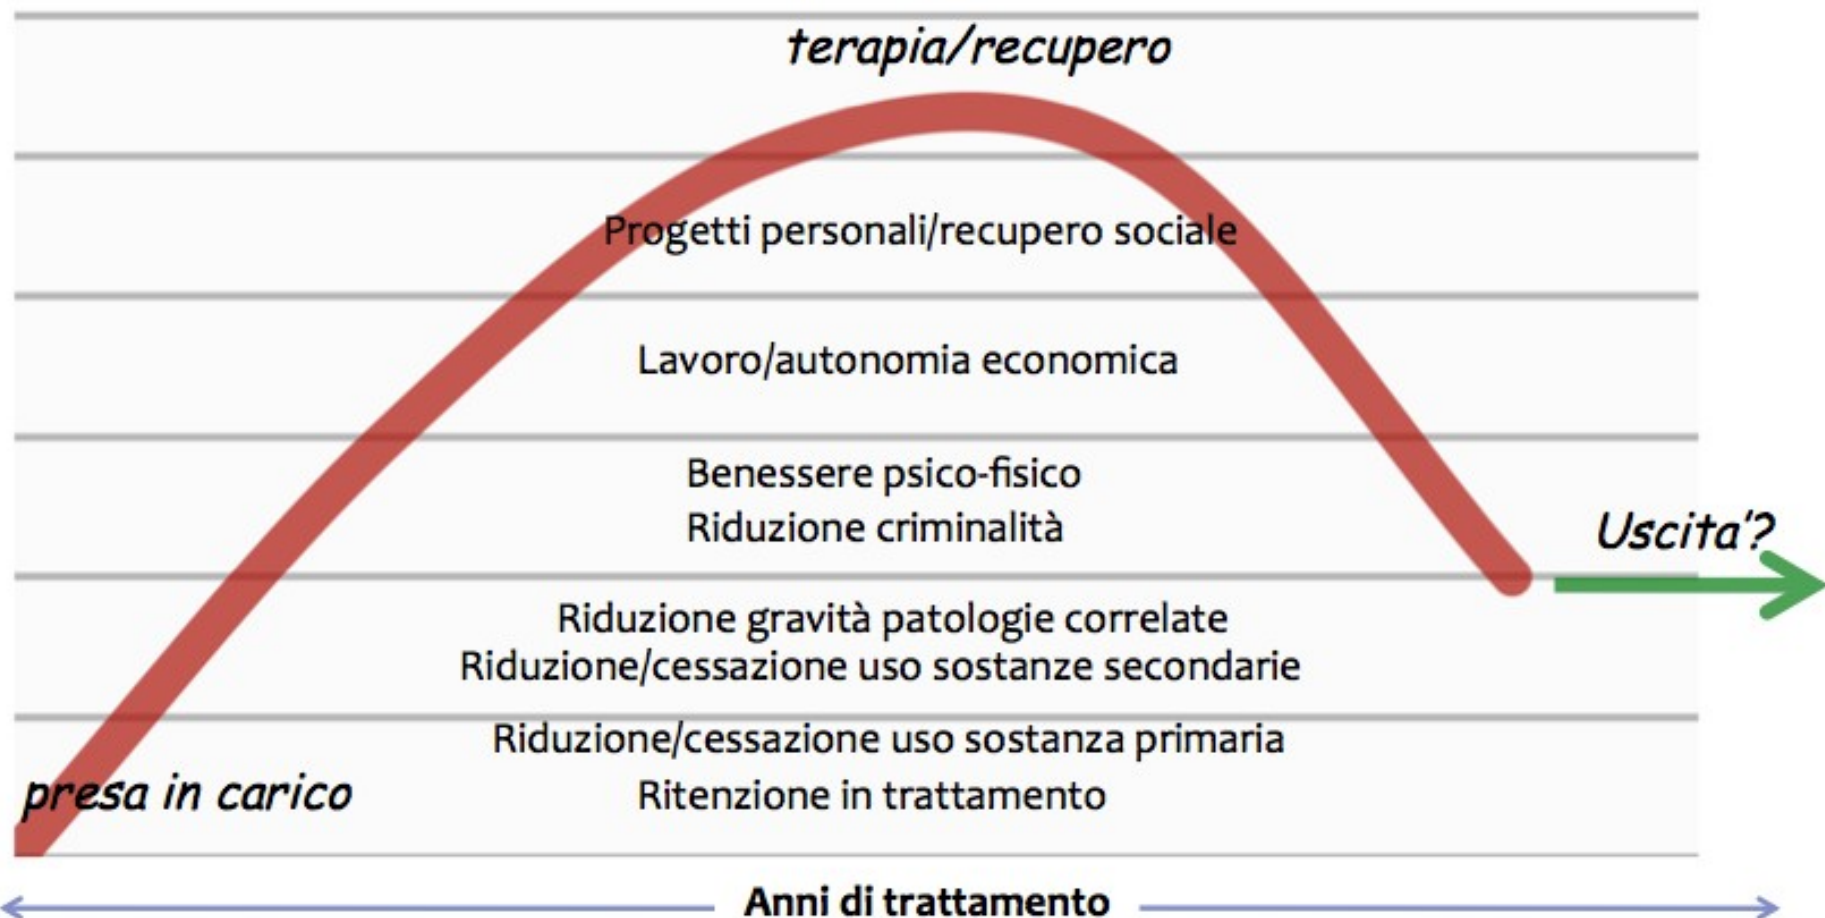 terapia/recupero
Progetti personali/recupero sociale
Lavoro/autonomia economica
Benessere psico-fisico
Riduzione criminalità
Uscita'?
Riduzione gravità patologie correlate
Riduzione/cessazione uso sostanze secondarie
Riduzione/cessazione uso sostanza primaria
presa in carico
Ritenzione in trattamento
Anni di trattamento